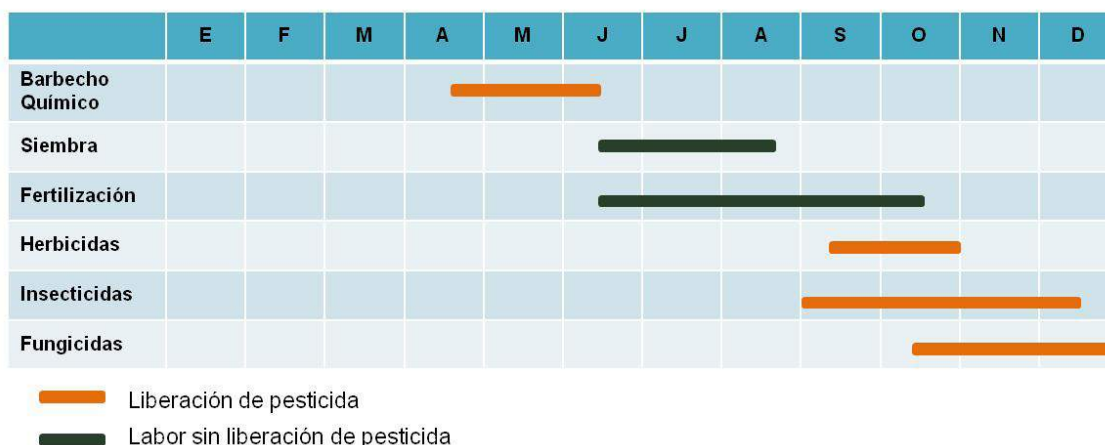 E F M A M J J A S O N D
Barbecho
Químico
Siembra
Fertilización
Herbicidas
Insecticidas
Fungicidas
Liberación de pesticida
Labor sin liberación de pesticida